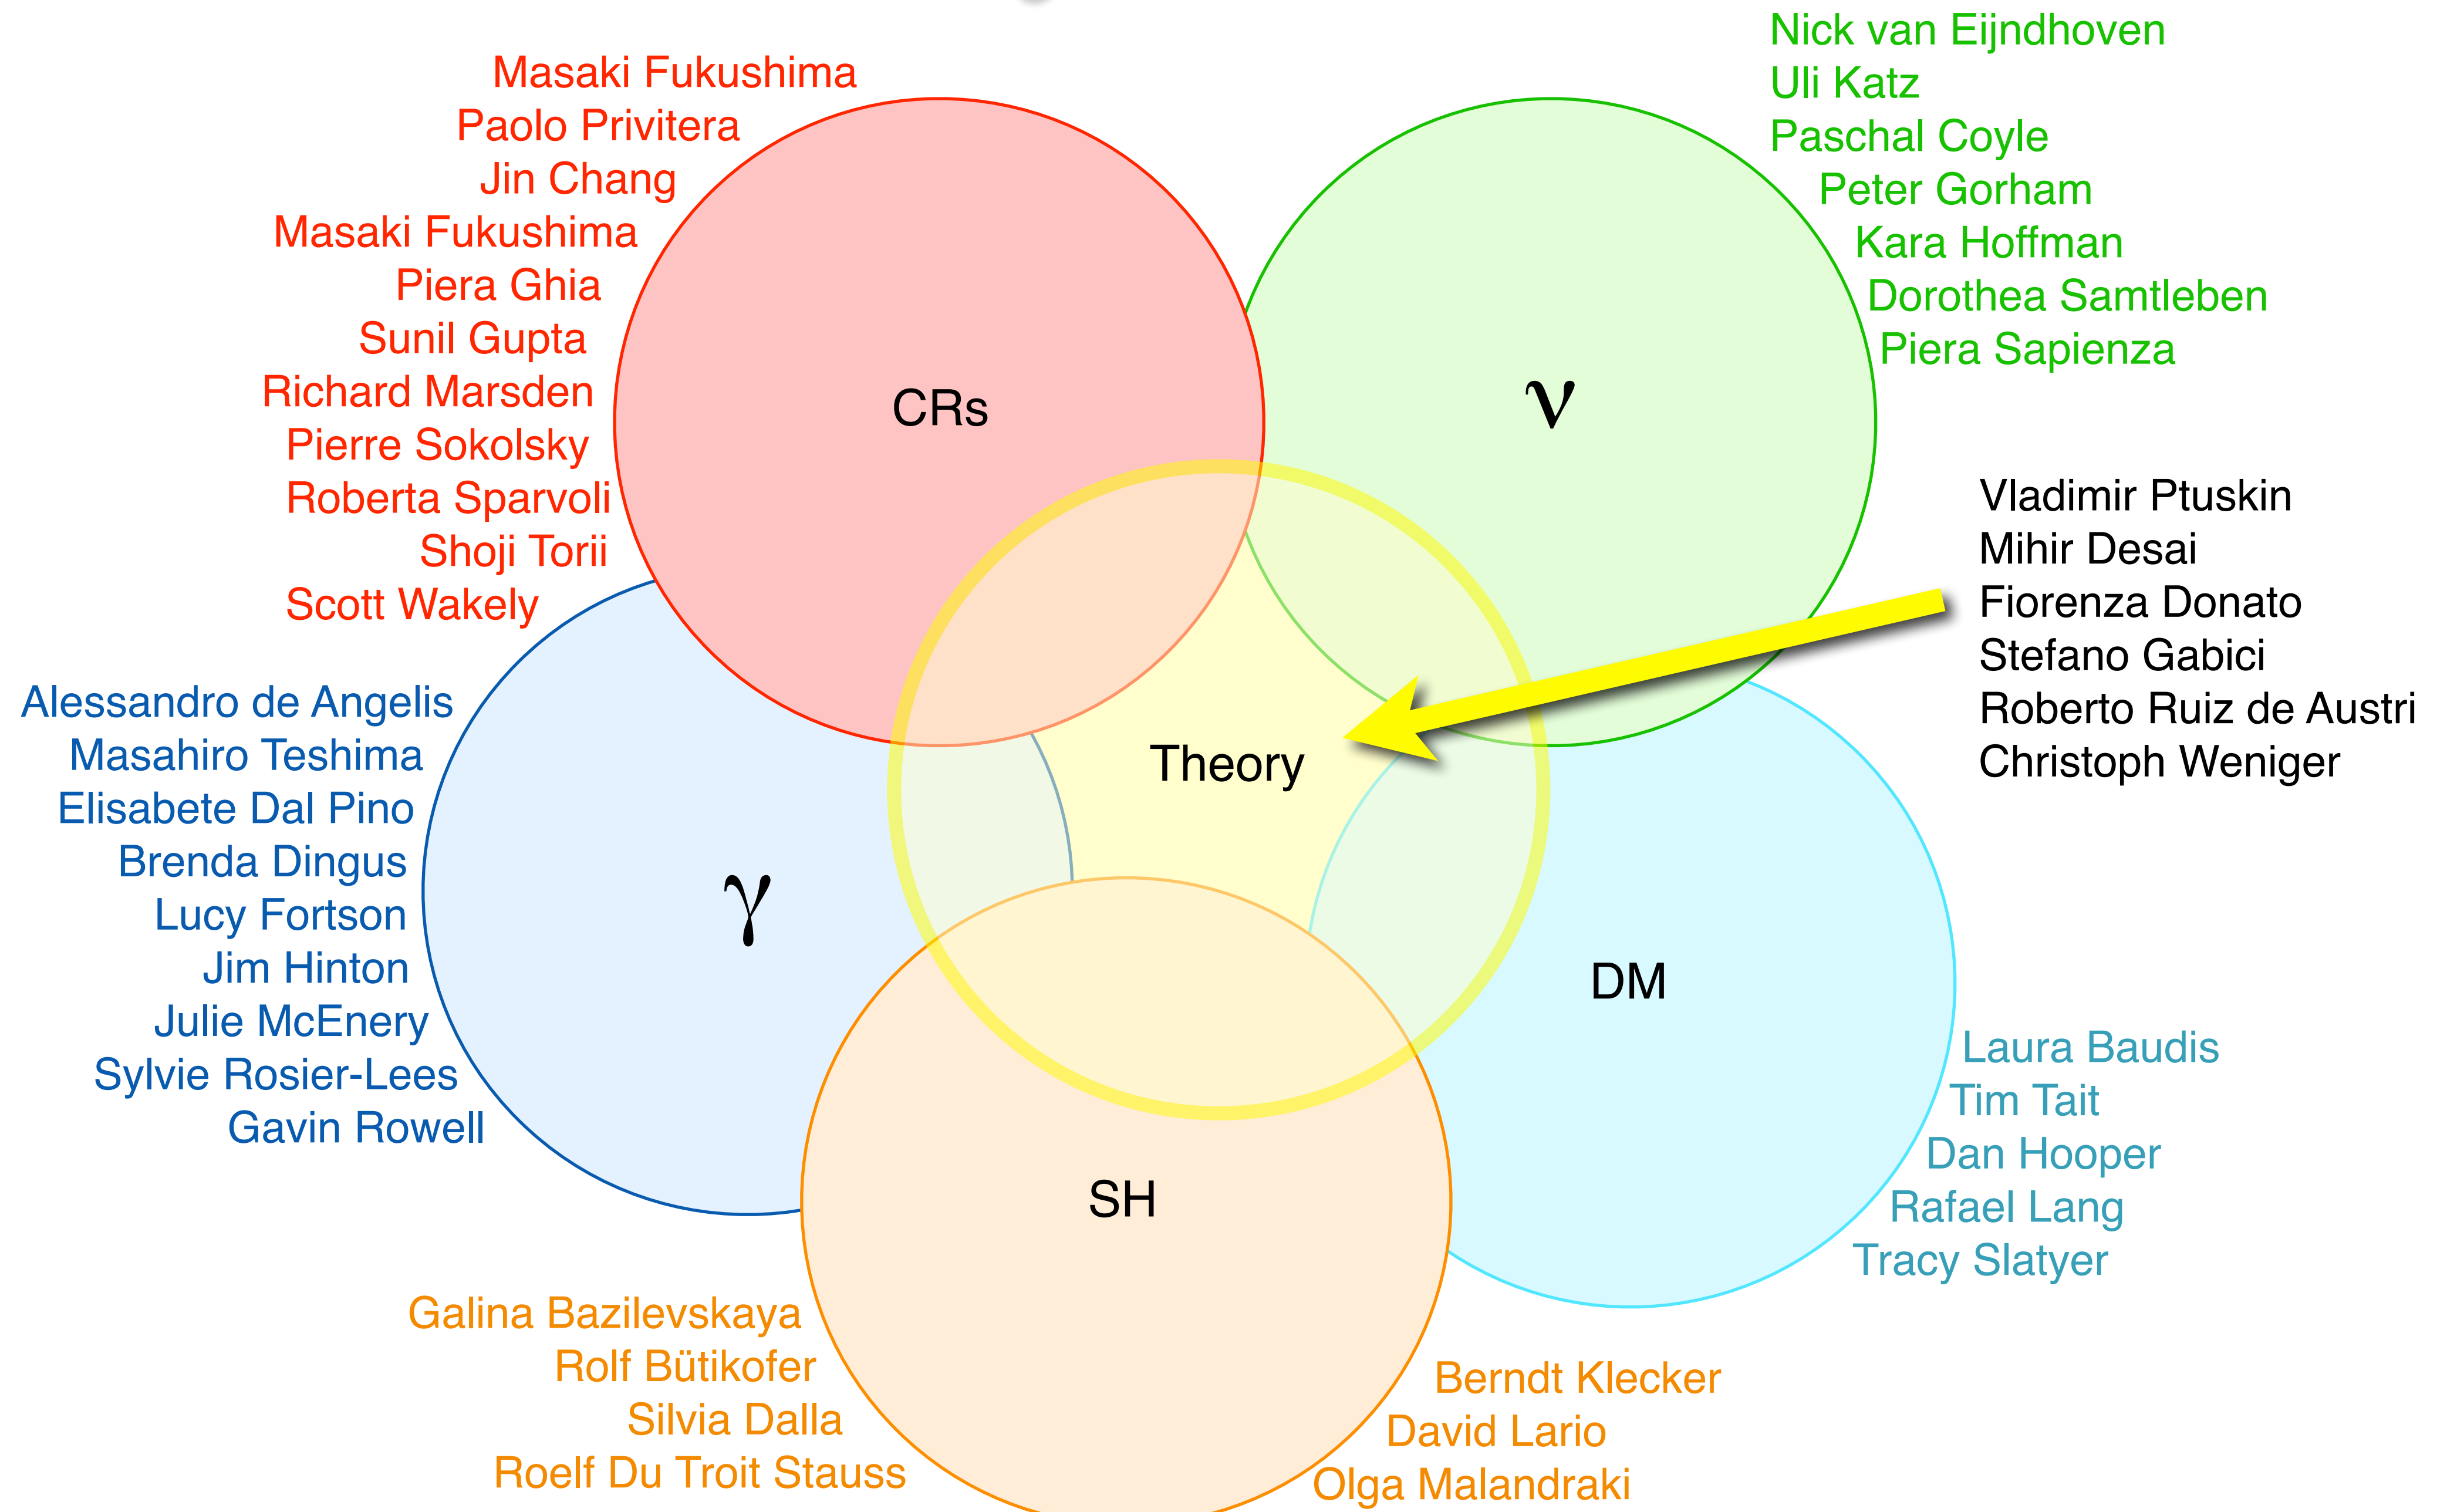 Masaki Fukushima
Paolo Privitera
Jin Chang
Masaki Fukushima
Piera Ghia
Sunil Gupta
Richard Marsden
Pierre Sokolsky
Roberta Sparvoli
Shoji Torii
Scott Wakely
Nick van Eijndhoven
Uli Katz
Paschal Coyle
Peter Gorham
Kara Hoffman
Dorothea Samtleben
Piera Sapienza
CRs
ν
Vladimir Ptuskin
Mihir Desai
Fiorenza Donato
Stefano Gabici
Roberto Ruiz de Austri
Christoph Weniger
Theory
Alessandro de Angelis
Masahiro Teshima
Elisabete Dal Pino
Brenda Dingus
Lucy Fortson
Jim Hinton
Julie McEnery
Sylvie Rosier-Lees
Gavin Rowell
γ
DM
Laura Baudis
Tim Tait
Dan Hooper
Rafael Lang
Tracy Slatyer
SH
Galina Bazilevskaya
Rolf Bütikofer
Silvia Dalla
Roelf Du Troit Stauss
Berndt Klecker
David Lario
Olga Malandraki